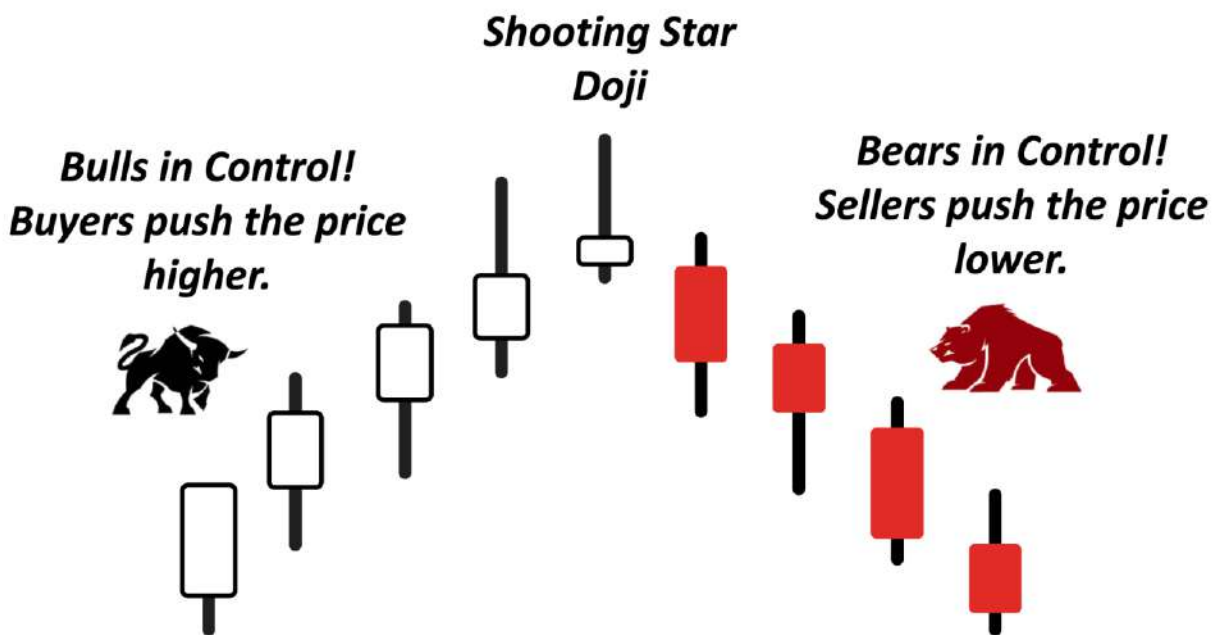 Shooting Star
Doji
Bulls in Control!
Buyers push the price
higher.
Bears in Control!
Sellers push the price
lower.